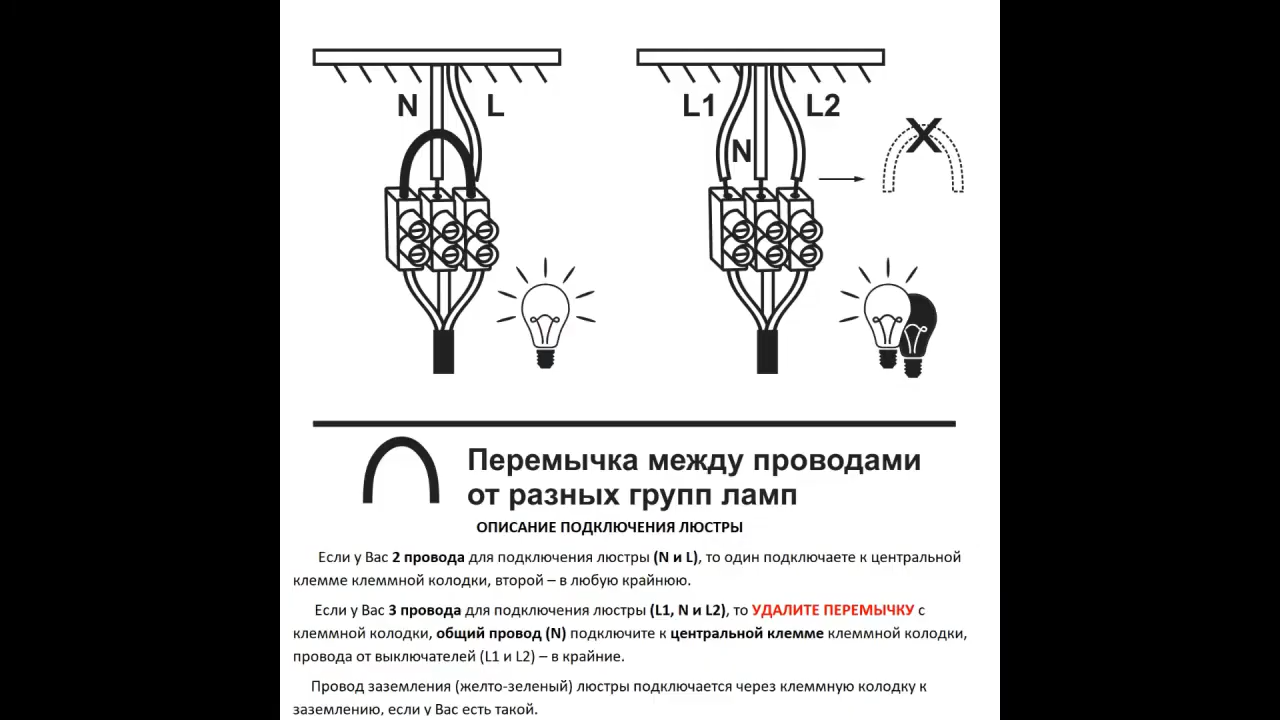 N L
L1 L2
N
Перемычка между проводами
от разных групп ламп
ОПИСАНИЕ ПОДКЛЮЧЕНИЯ ЛЮСТРЫ
Если у Вас 2 провода для подключения люстры (N и L), то один подключаете к центральной
клемме клеммной колодки, второй – в любую крайнюю.
Если у Вас 3 провода для подключения люстры (L1, N и L2), то УДАЛИТЕ ПЕРЕМЫЧКУ с
клеммной колодки, общий провод (N) подключите к центральной клемме клеммной колодки,
провода от выключателей (L1 и L2) – в крайние.
Провод заземления (желто-зеленый) люстры подключается через клеммную колодку к
заземлению, если у Вас есть такой.